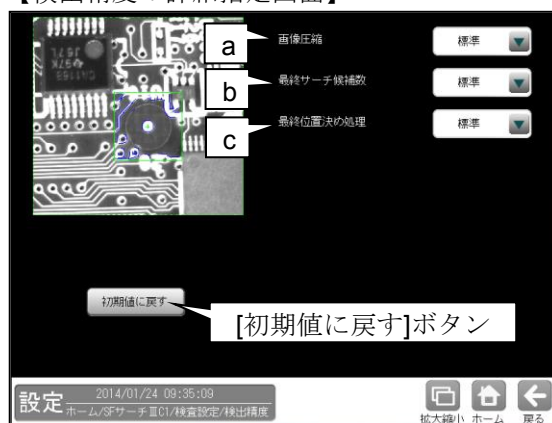 【検出精度の詳細指定画面】
a 画像圧縮 標準
b 最終サーチ候補数 標準
c 最終位置決め処理 標準
初期値に戻す
[初期値に戻す]ボタン
設定 2014/01/24 09:35:09
ホーム/SFサーチⅢC1/検査設定/検出精度
拡大縮小 ホーム 戻る